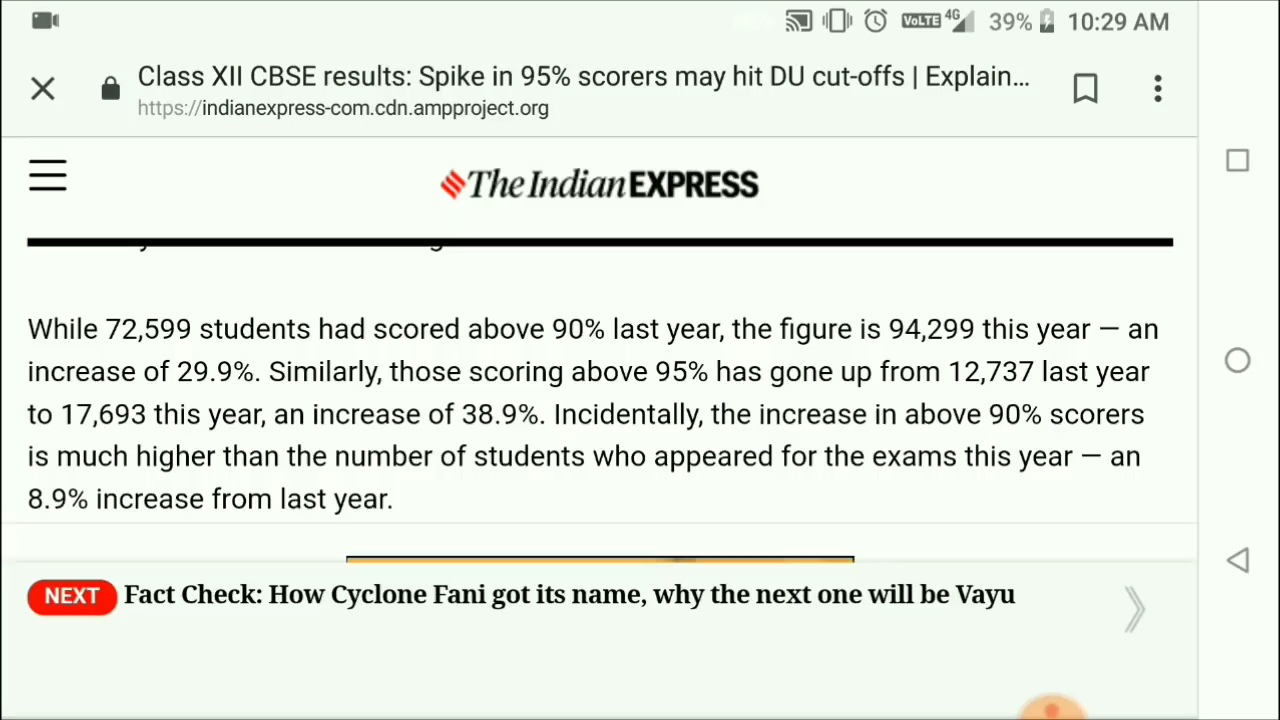 VoLTE 4G 39% 10:29 AM
Class XII CBSE results: Spike in 95% scorers may hit DU cut-offs | Explain...
https://indianexpress-com.cdn.ampproject.org
The Indian EXPRESS
While 72,599 students had scored above 90% last year, the figure is 94,299 this year — an
increase of 29.9%. Similarly, those scoring above 95% has gone up from 12,737 last year
to 17,693 this year, an increase of 38.9%. Incidentally, the increase in above 90% scorers
is much higher than the number of students who appeared for the exams this year — an
8.9% increase from last year.
NEXT Fact Check: How Cyclone Fani got its name, why the next one will be Vayu